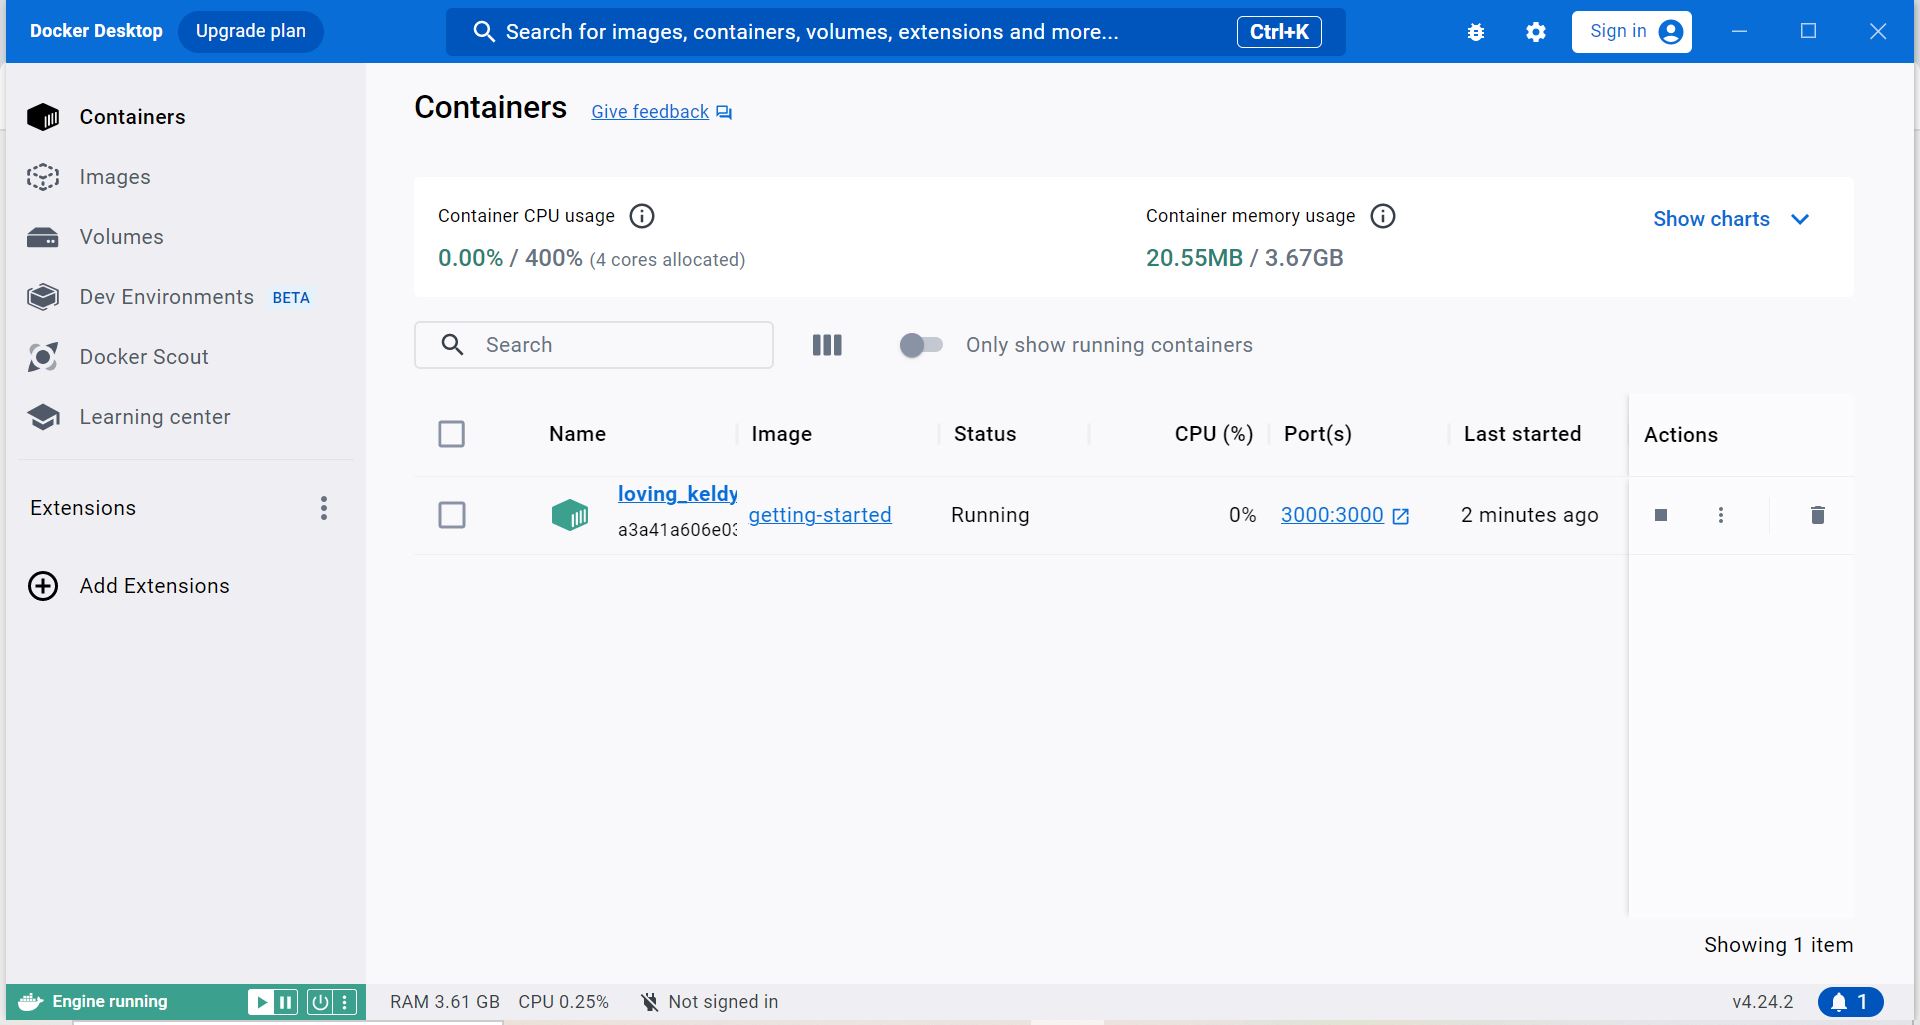 Docker Desktop Upgrade plan Search for images, containers, volumes, extensions and more... Ctrl+K Sign in
Containers
Images
Volumes
Dev Environments BETA
Docker Scout
Learning center
Extensions
Add Extensions
Containers Give feedback
Container CPU usage
0.00% / 400% (4 cores allocated)
Container memory usage
20.55MB / 3.67GB
Show charts
Search
Only show running containers
Name Image Status CPU (%) Port(s) Last started Actions
loving_keldy
a3a41a606e03
getting-started Running 0% 3000:3000 2 minutes ago
Showing 1 item
Engine running RAM 3.61 GB CPU 0.25% Not signed in v4.24.2 1